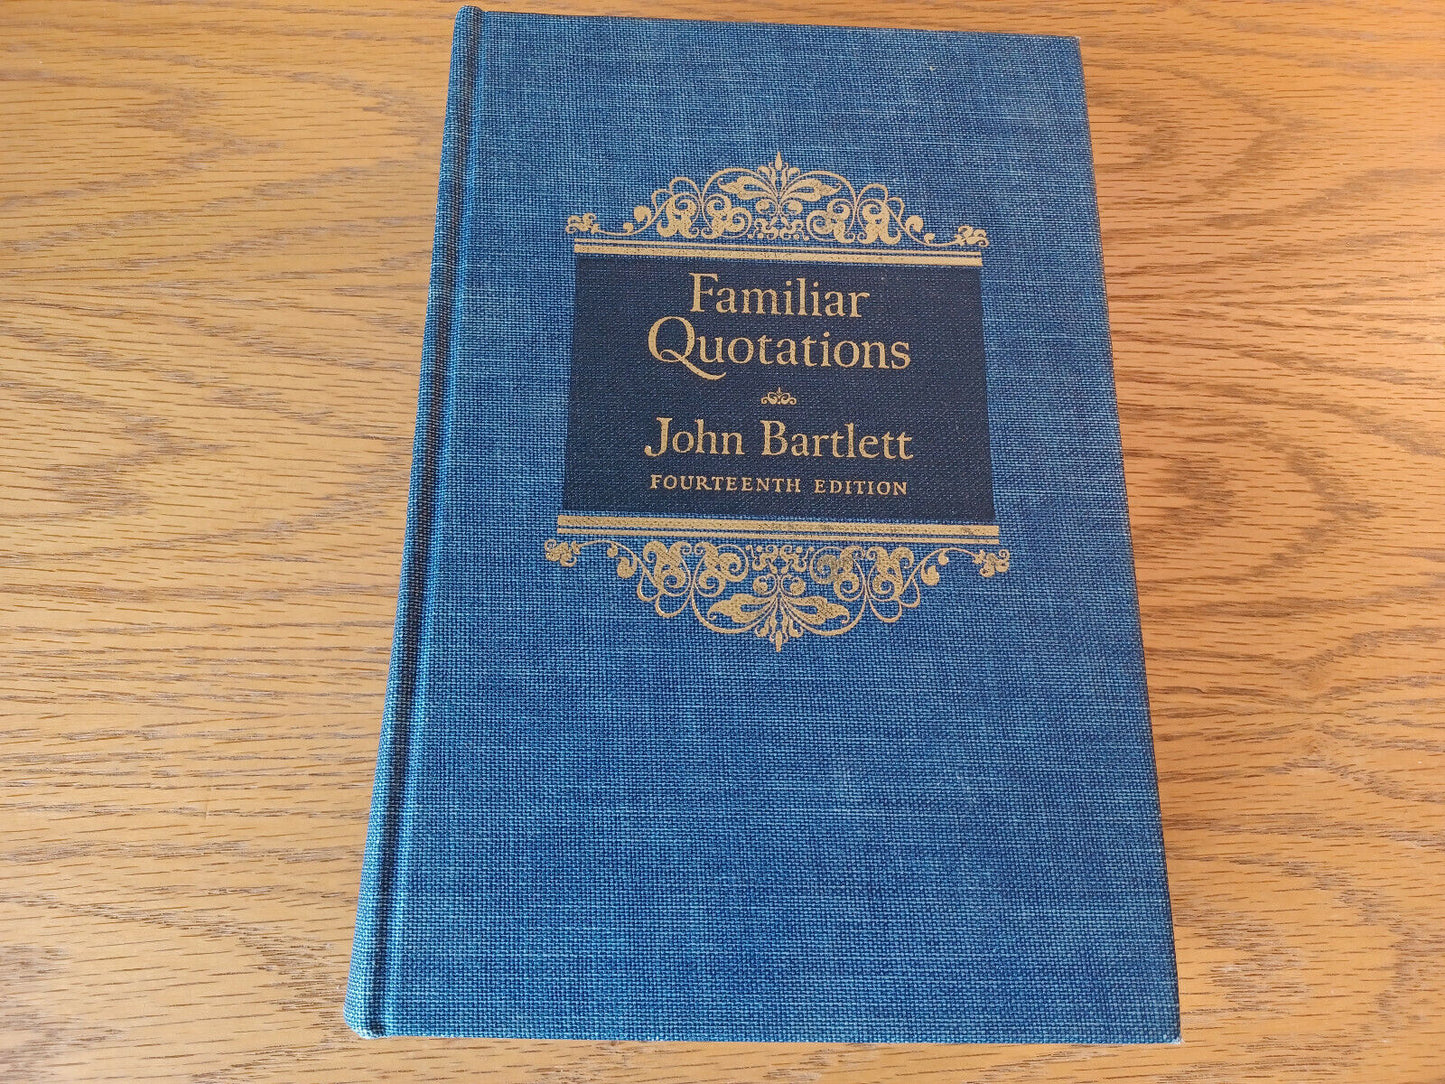 Familiar
Quotations
John Bartlett
FOURTEENTH EDITION